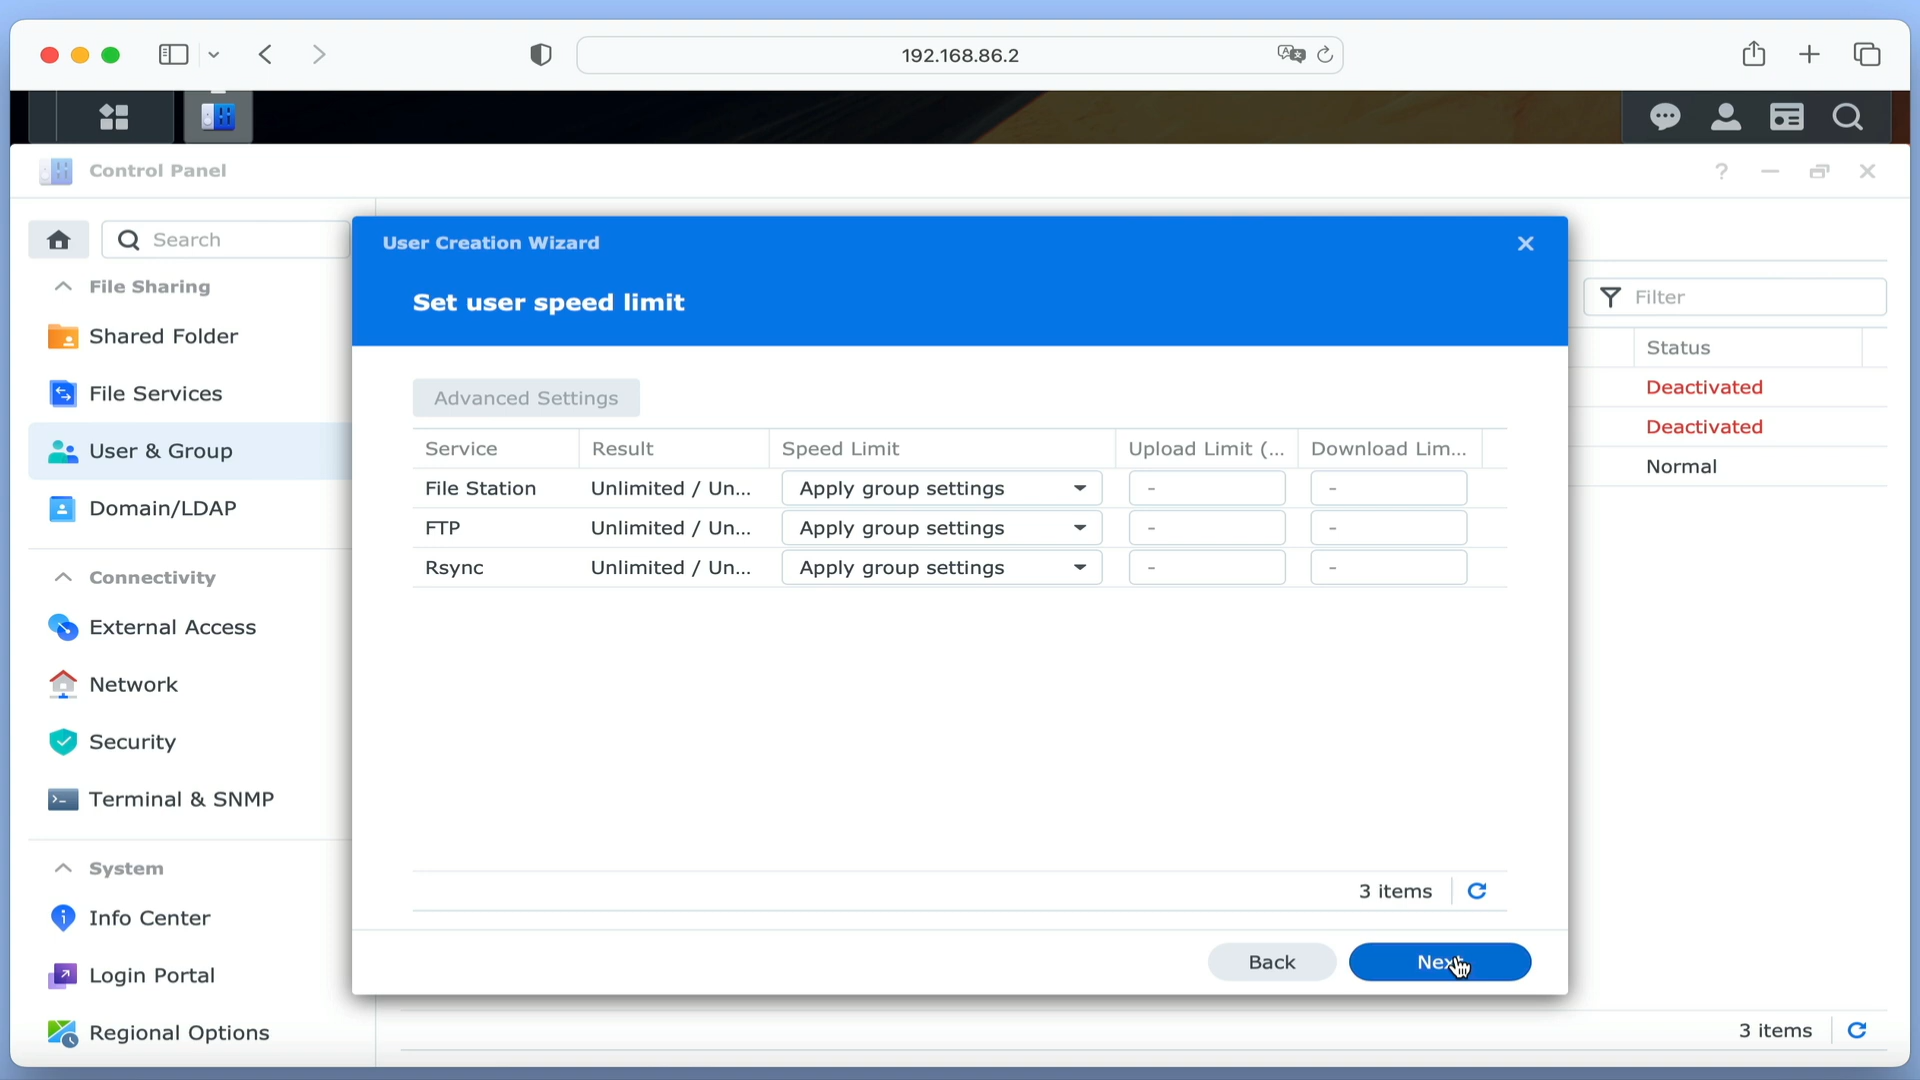 192.168.86.2
Control Panel
Search
File Sharing
Shared Folder
File Services
User & Group
Domain/LDAP
Connectivity
External Access
Network
Security
Terminal & SNMP
System
Info Center
Login Portal
Regional Options
User Creation Wizard
Set user speed limit
Advanced Settings
Service Result Speed Limit Upload Limit (... Download Lim...
File Station Unlimited / Un... Apply group settings - -
FTP Unlimited / Un... Apply group settings - -
Rsync Unlimited / Un... Apply group settings - -
3 items
Back Next
Filter
Status
Deactivated
Deactivated
Normal
3 items